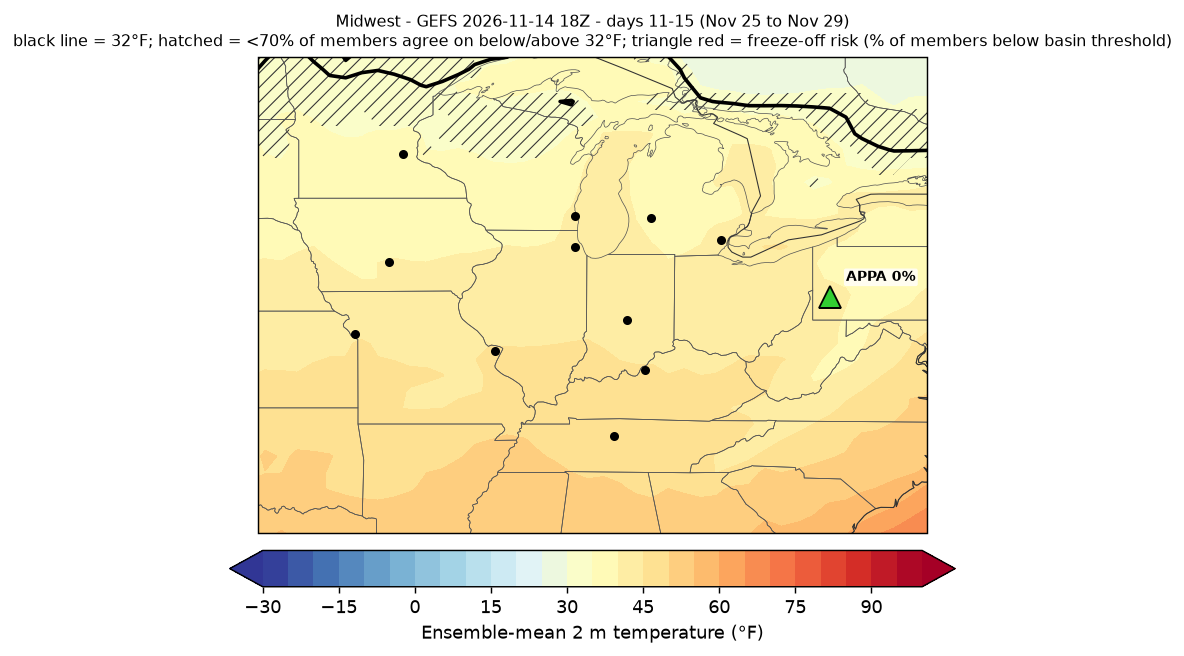 Midwest - GEFS 2026-11-14 18Z - days 11-15 (Nov 25 to Nov 29)
black line = 32°F; hatched = <70% of members agree on below/above 32°F; triangle red = freeze-off risk (% of members below basin threshold)
APPA 0%
−30 −15 0 15 30 45 60 75 90
Ensemble-mean 2 m temperature (°F)